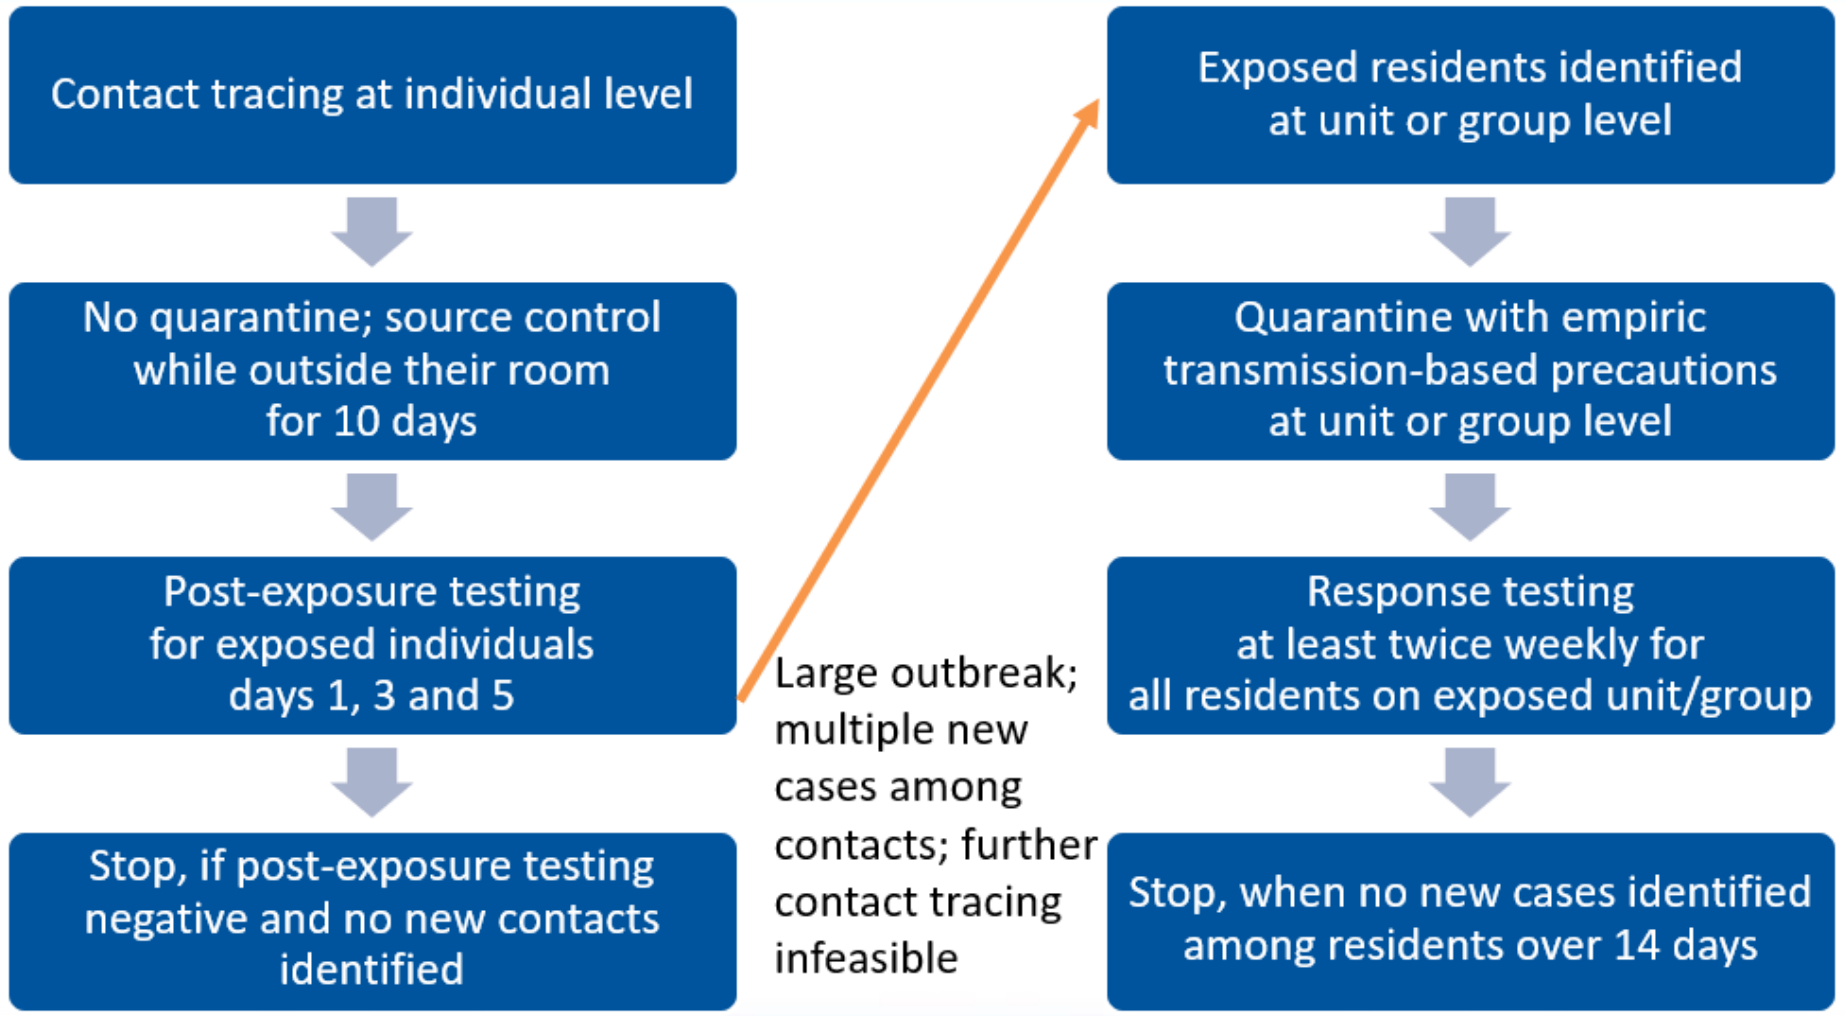 Contact tracing at individual level
No quarantine; source control
while outside their room
for 10 days
Post-exposure testing
for exposed individuals
days 1, 3 and 5
Stop, if post-exposure testing
negative and no new contacts
identified
Large outbreak;
multiple new
cases among
contacts; further
contact tracing
infeasible
Exposed residents identified
at unit or group level
Quarantine with empiric
transmission-based precautions
at unit or group level
Response testing
at least twice weekly for
all residents on exposed unit/group
Stop, when no new cases identified
among residents over 14 days